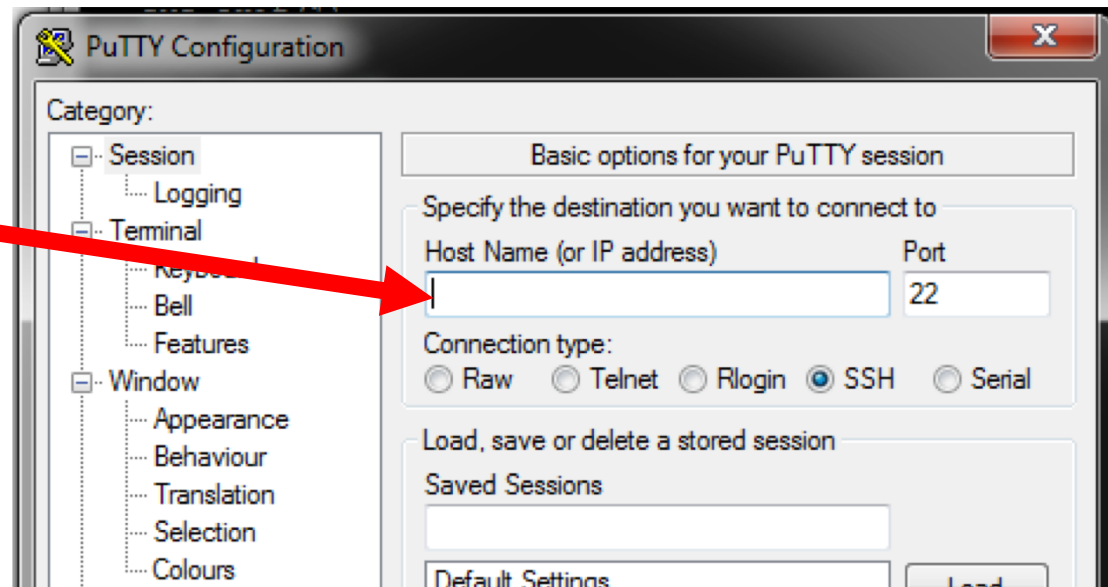 PuTTY Configuration
Category:
Session
Logging
Terminal
Bell
Features
Window
Appearance
Behaviour
Translation
Selection
Colours
Basic options for your PuTTY session
Specify the destination you want to connect to
Host Name (or IP address) Port
22
Connection type:
Raw Telnet Rlogin SSH Serial
Load, save or delete a stored session
Saved Sessions
Default Settings
Load